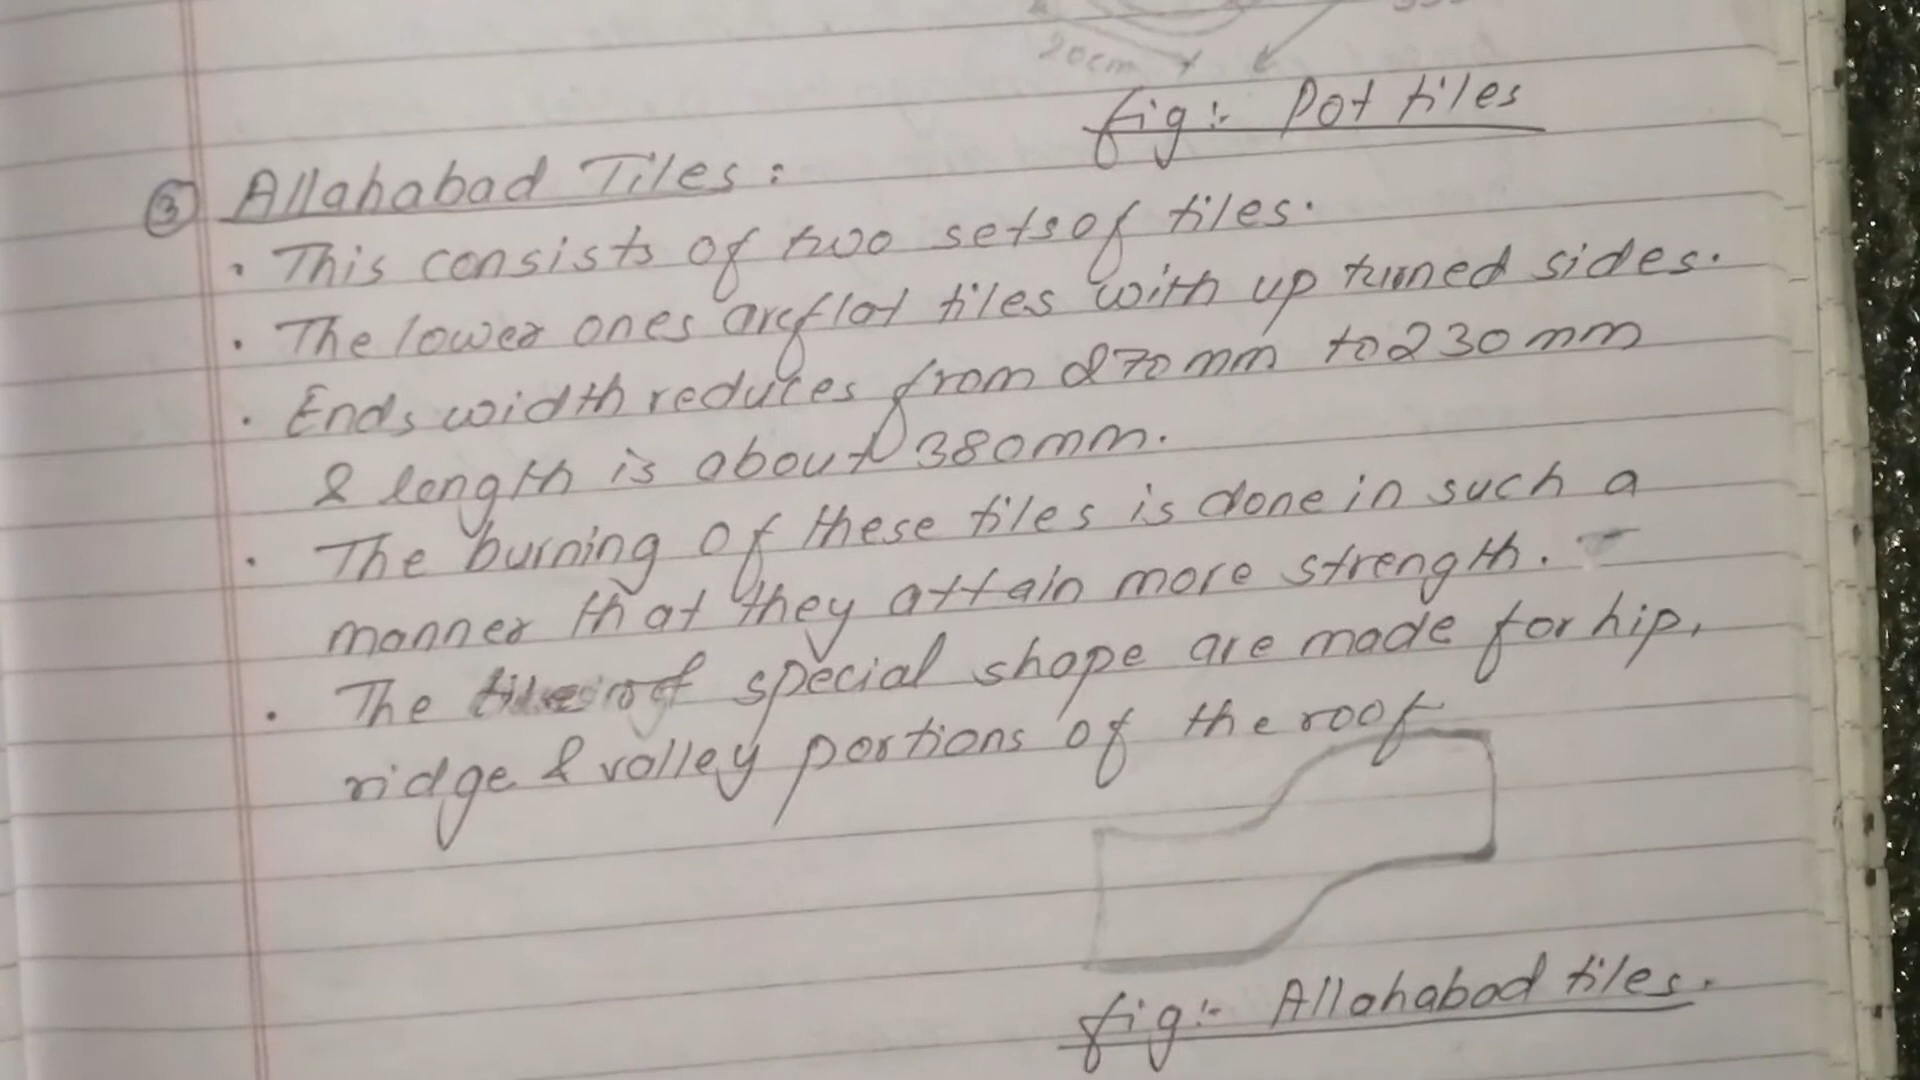 20cm
fig:- Pot tiles
③ Allahabad Tiles:
• This consists of two sets of tiles.
• The lower ones are flat tiles with up turned sides.
• Ends width reduces from 270 mm to 230 mm
& length is about 380mm.
• The burning of these tiles is done in such a
manner that they attain more strength.
• The of special shape are made for hip,
ridge & valley portions of the roof
fig:- Allahabad tiles.